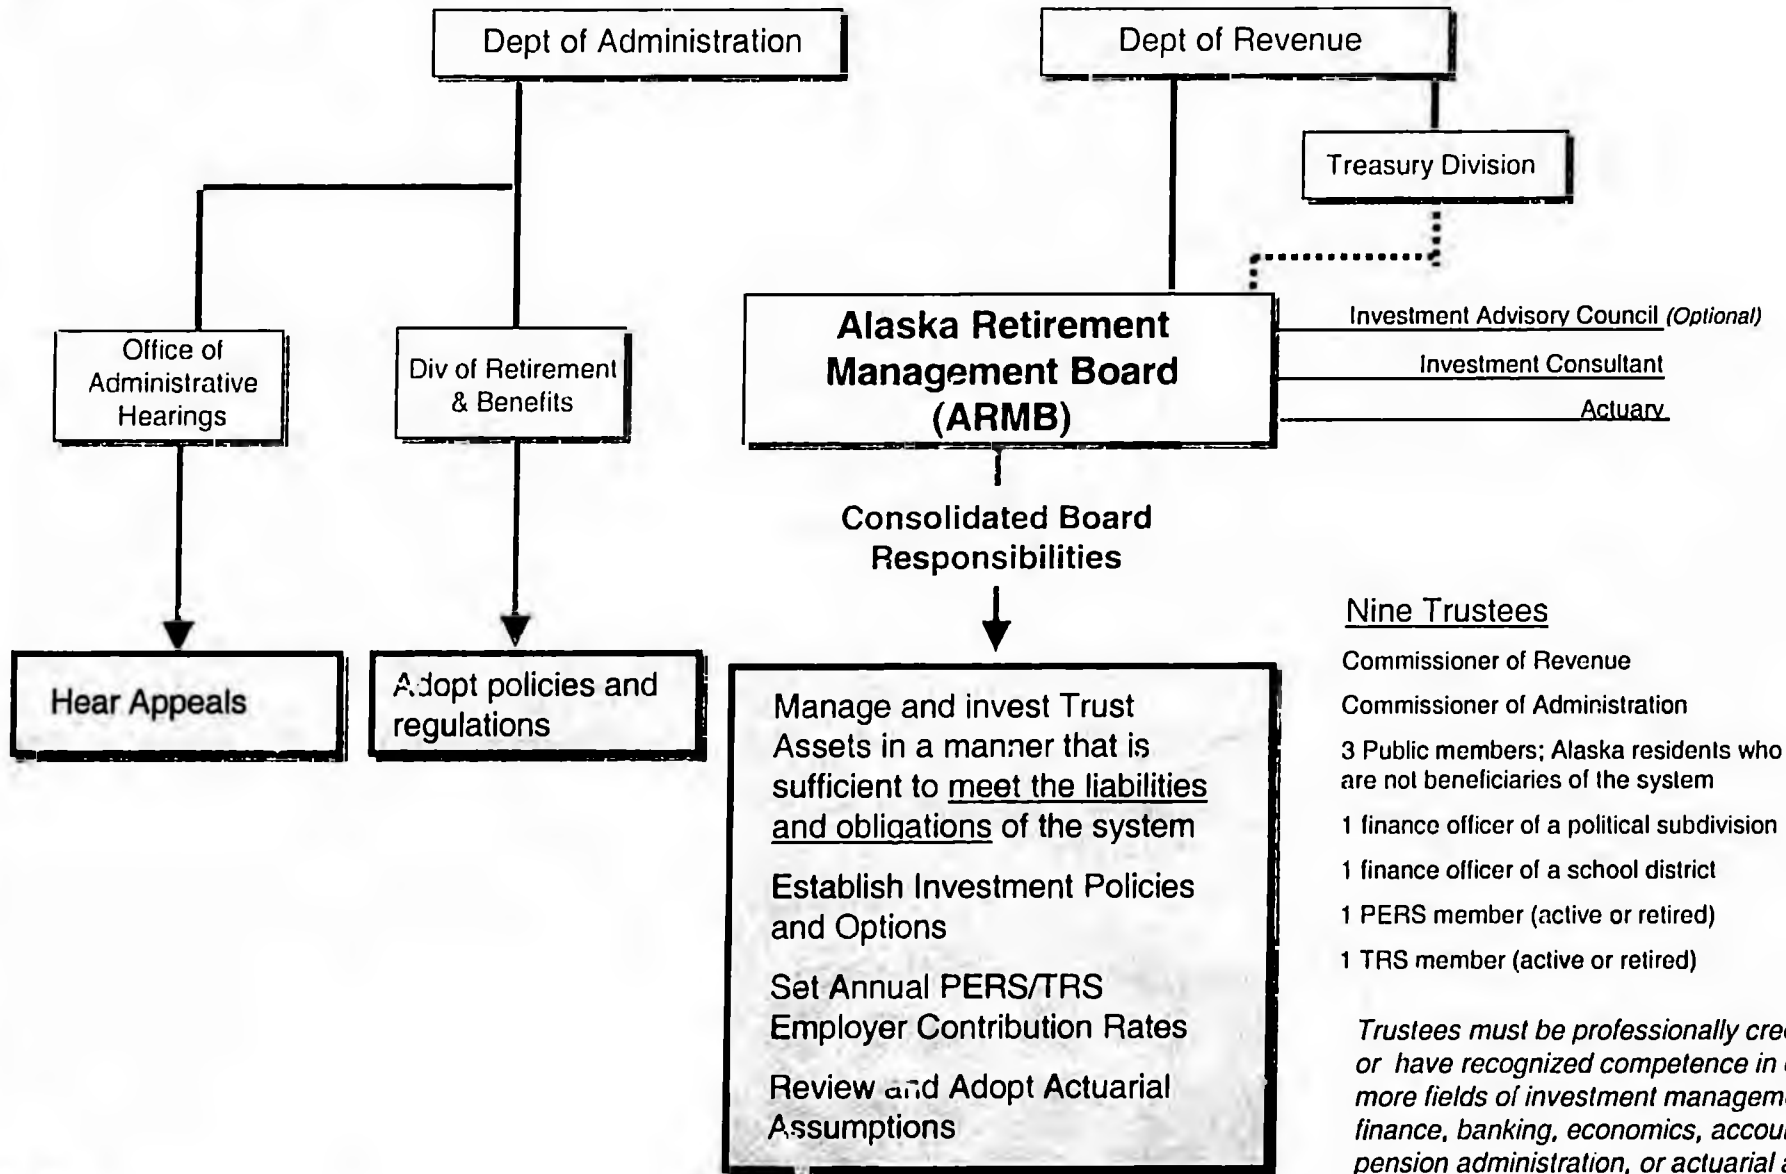 Dept of Administration
Dept of Revenue
Treasury Division
Office of
Administrative
Hearings
Div of Retirement
& Benefits
Alaska Retirement
Management Board
(ARMB)
Investment Advisory Council (Optional)
Investment Consultant
Actuary
Consolidated Board
Responsibilities
Hear Appeals
Adopt policies and
regulations
Manage and invest Trust
Assets in a manner that is
sufficient to meet the liabilities
and obligations of the system
Establish Investment Policies
and Options
Set Annual PERS/TRS
Employer Contribution Rates
Review and Adopt Actuarial
Assumptions
Nine Trustees
Commissioner of Revenue
Commissioner of Administration
3 Public members; Alaska residents who
are not beneficiaries of the system
1 finance officer of a political subdivision
1 finance officer of a school district
1 PERS member (active or retired)
1 TRS member (active or retired)
Trustees must be professionally
or have recognized competence in
more fields of investment
finance, banking, economics,
pension administration, or actuarial